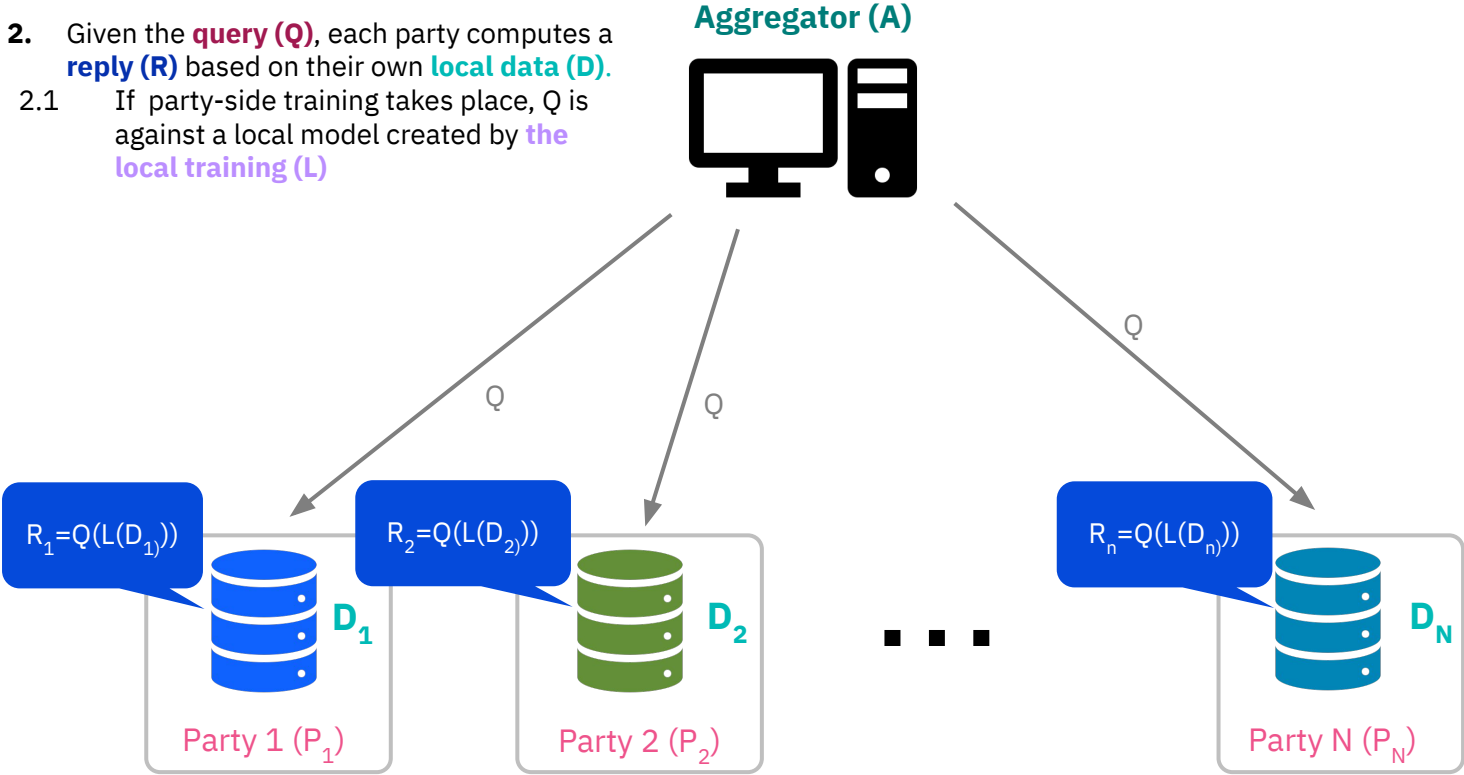 Aggregator (A)
2. Given the query (Q), each party computes a
reply (R) based on their own local data (D).
2.1 If party-side training takes place, Q is
against a local model created by the
local training (L)
Q
Q
Q
R₁=Q(L(D₁₎))
R₂=Q(L(D₂₎))
Rₙ=Q(L(Dₙ₎))
D₁
D₂
D_N
Party 1 (P₁)
Party 2 (P₂)
Party N (P_N)